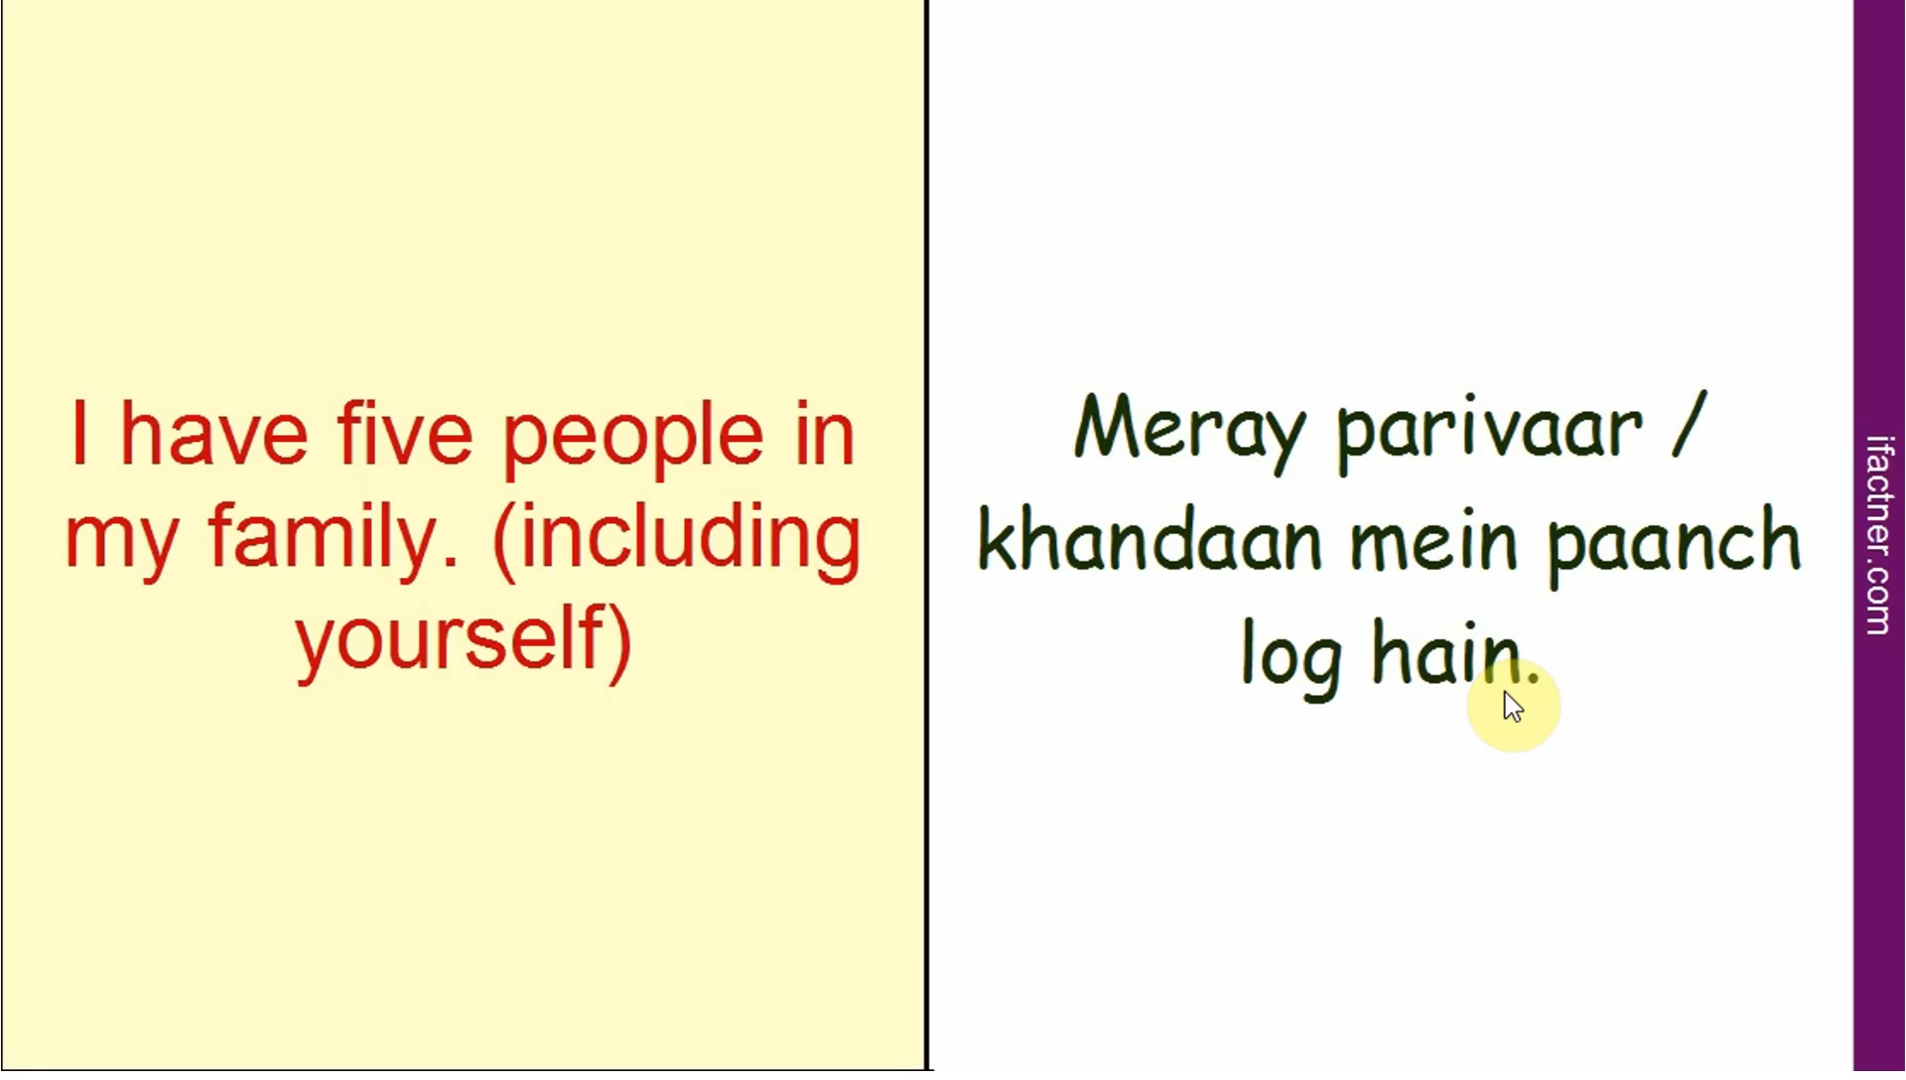 I have five people in
my family. (including
yourself)
Meray parivaar /
khandaan mein paanch
log hain.
ifactner.com